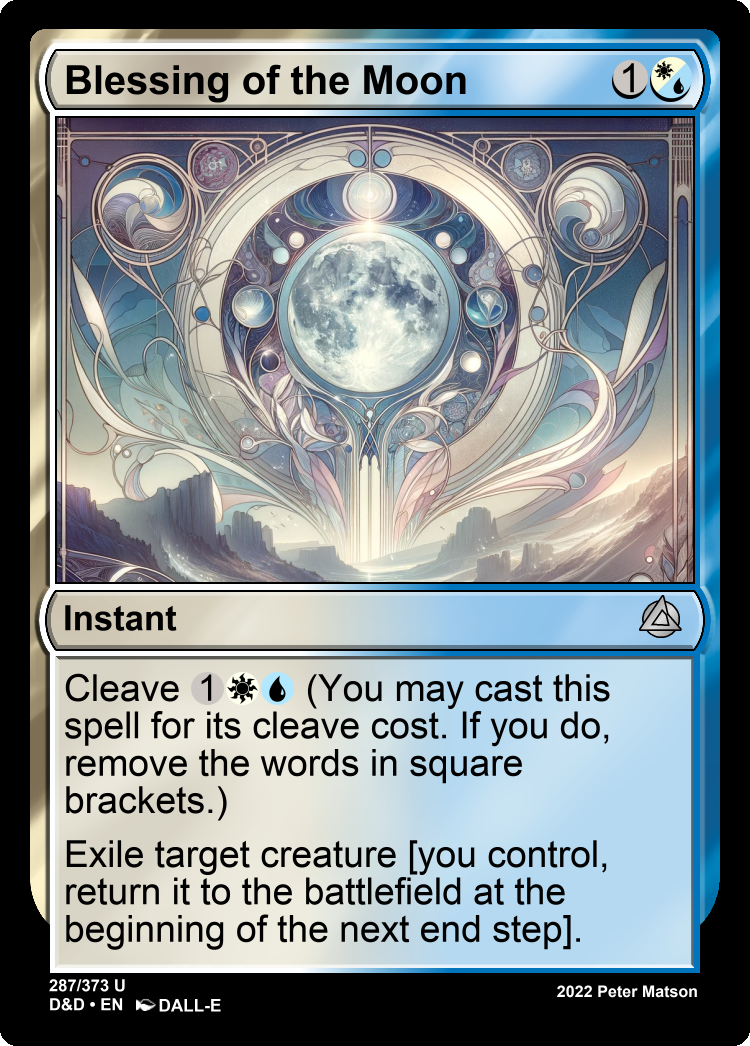 Blessing of the Moon 1
Instant
Cleave 1 (You may cast this
spell for its cleave cost. If you do,
remove the words in square
brackets.)
Exile target creature [you control,
return it to the battlefield at the
beginning of the next end step].
287/373 U
D&D • EN DALL-E
2022 Peter Matson